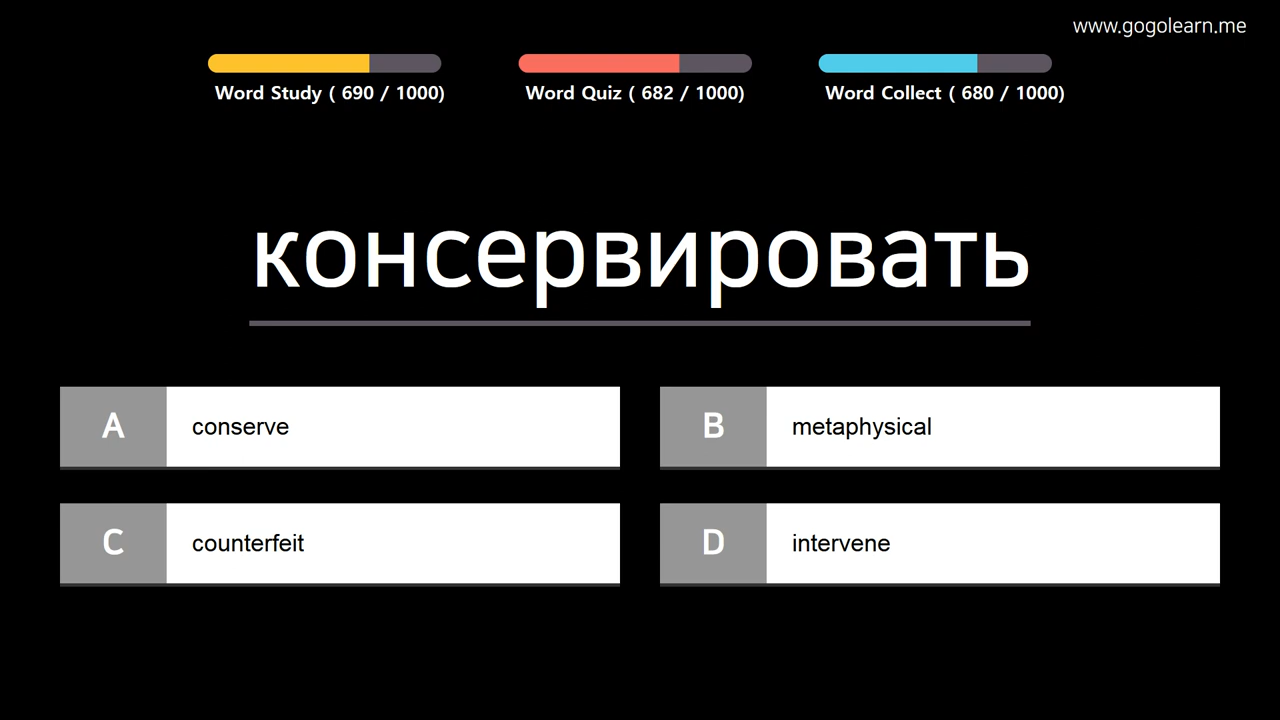 www.gogolearn.me
Word Study ( 690 / 1000)
Word Quiz ( 682 / 1000)
Word Collect ( 680 / 1000)
консервировать
A conserve
B metaphysical
C counterfeit
D intervene